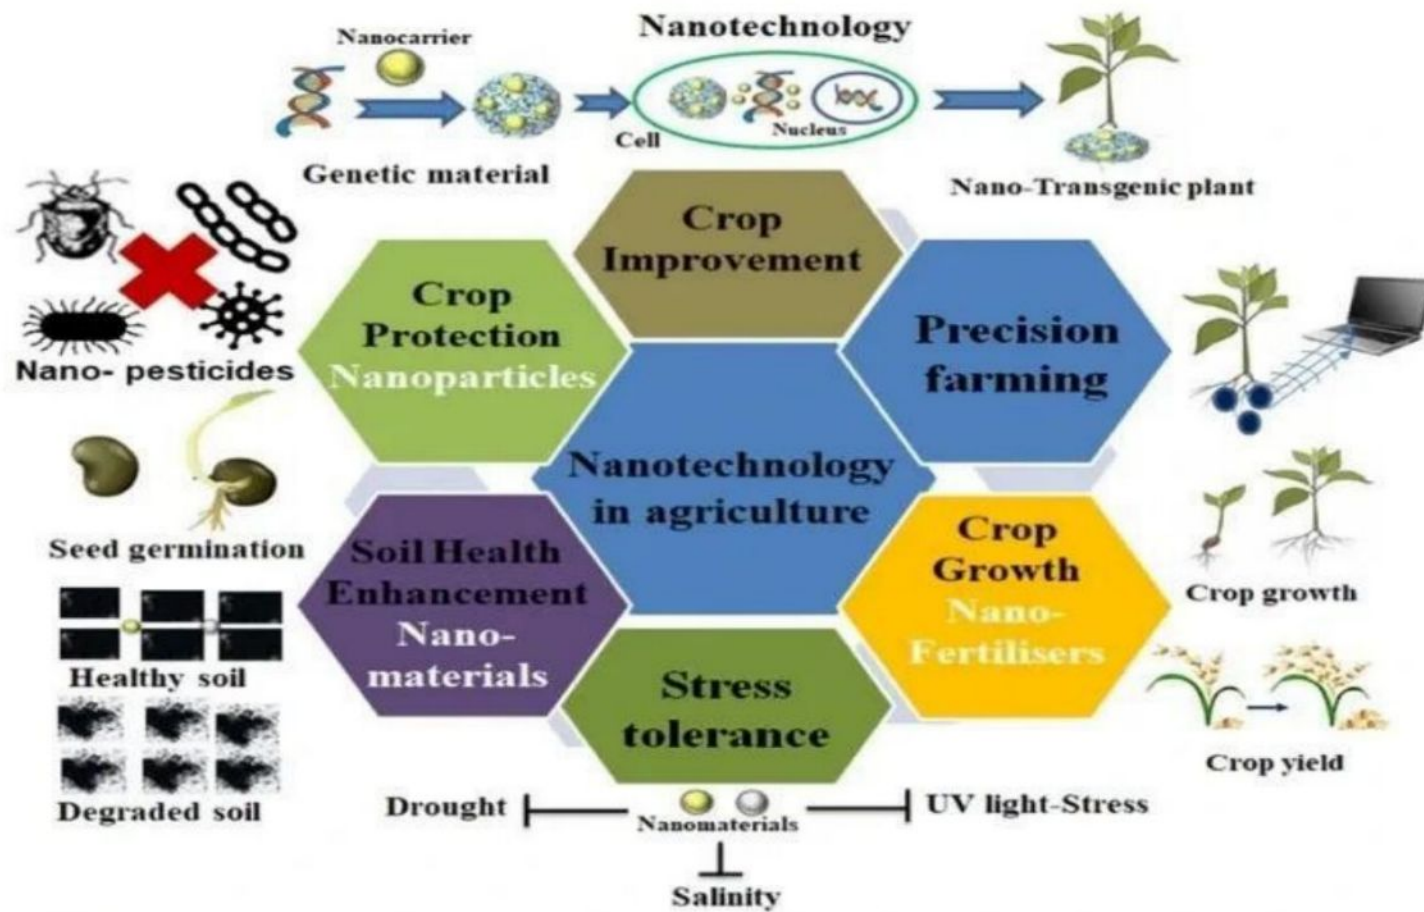 Nanotechnology
Nanocarrier
Cell
Nucleus
Genetic material
Nano-Transgenic plant
Crop
Improvement
Crop
Protection
Nanoparticles
Nano- pesticides
Precision
farming
Nanotechnology
in agriculture
Seed germination
Soil Health
Enhancement
Nano-
materials
Healthy soil
Degraded soil
Crop
Growth
Nano-
Fertilisers
Crop growth
Crop yield
Stress
tolerance
Drought
Nanomaterials
UV light-Stress
Salinity